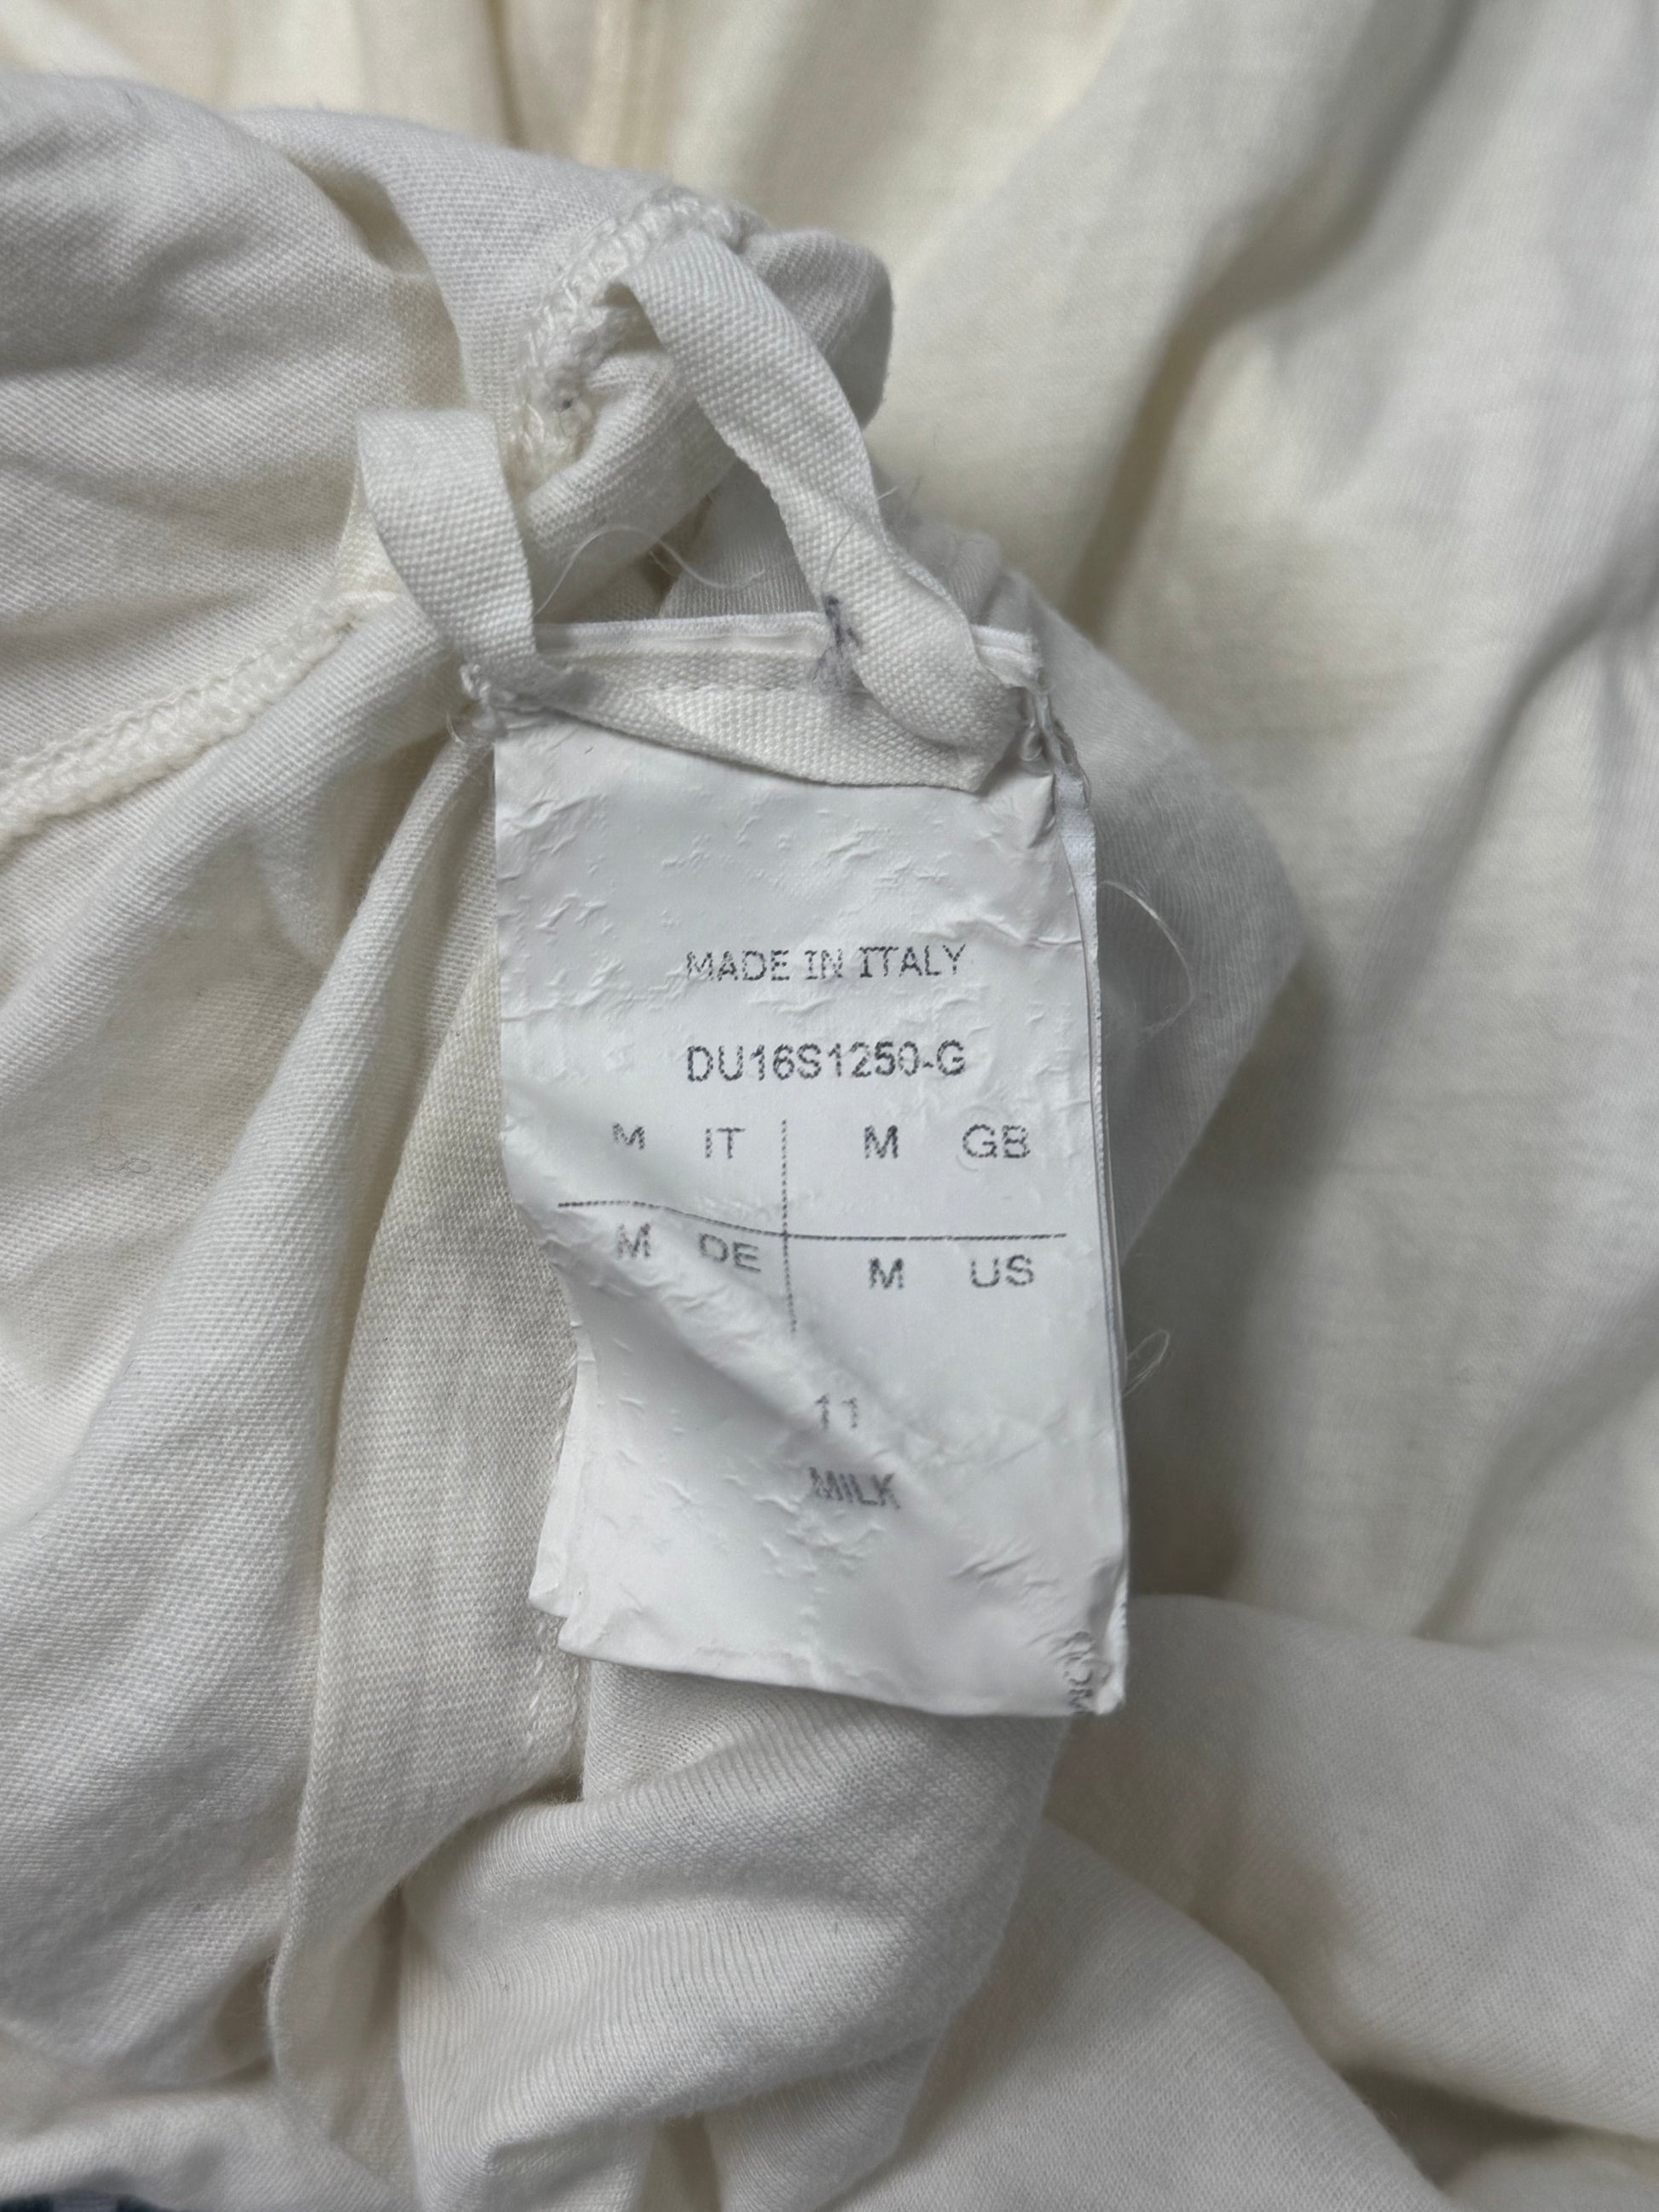 MADE IN ITALY
DU16S1250-G
M IT M GB
M DE M US
11
MILK